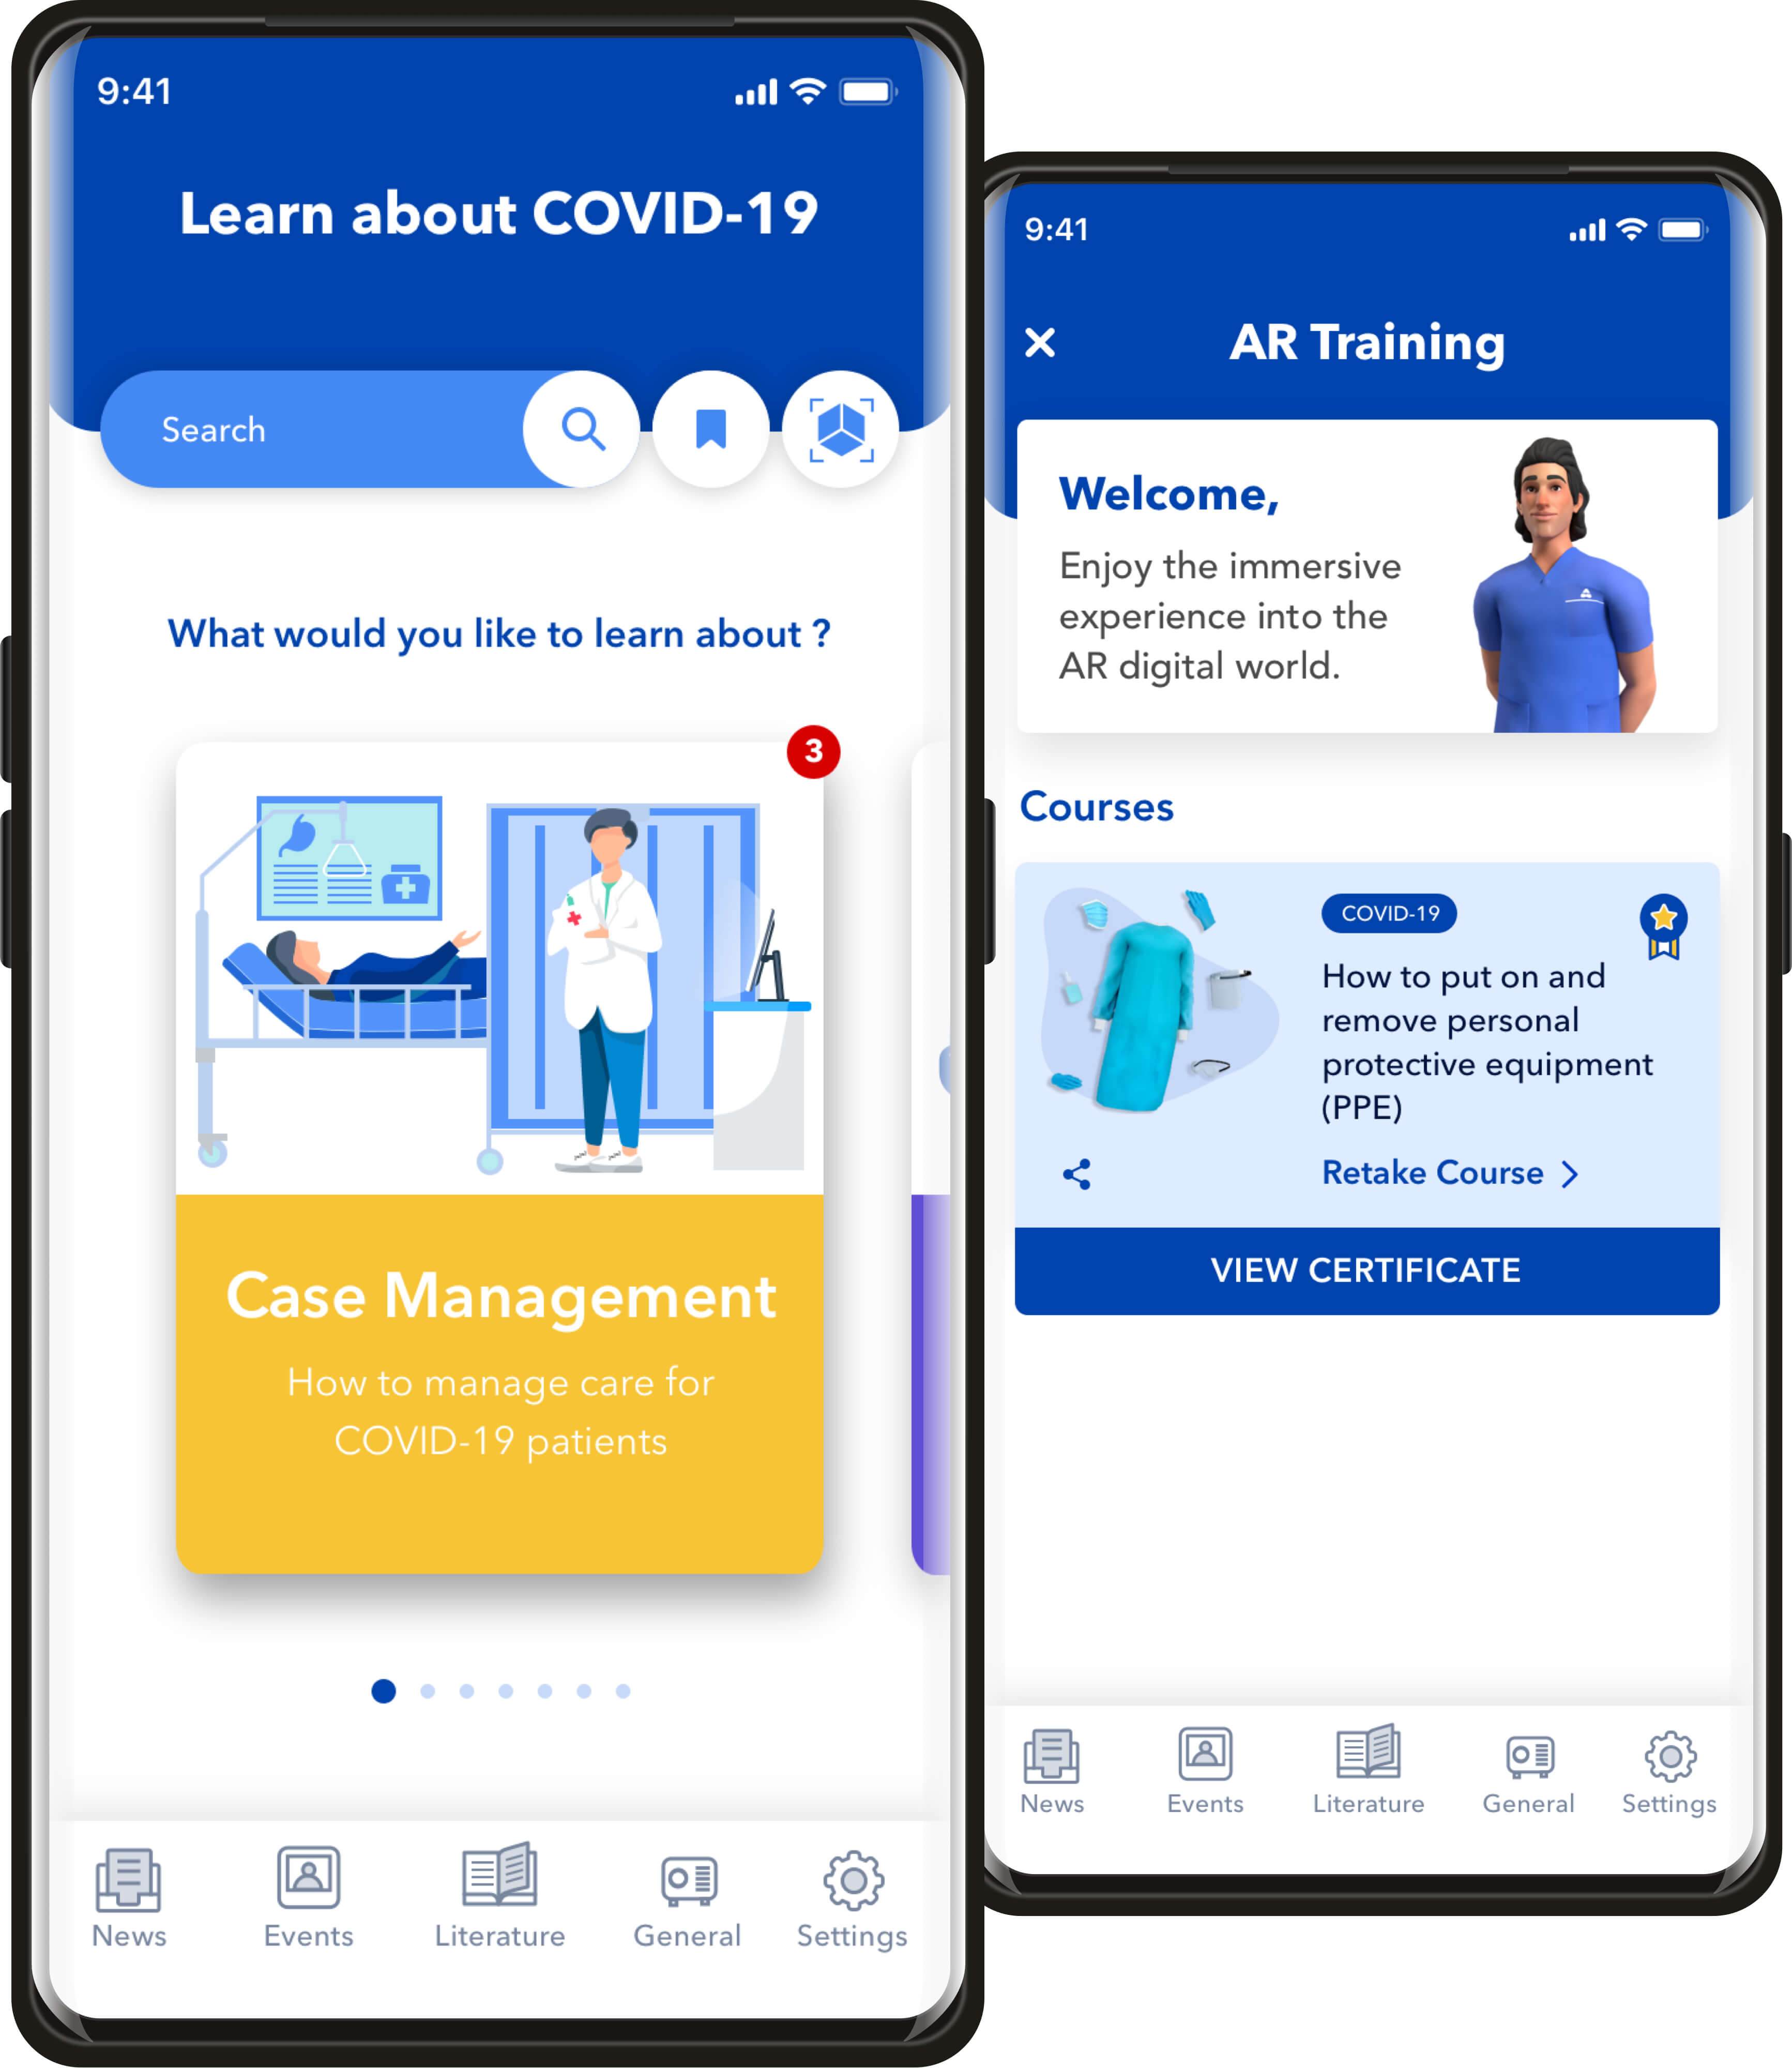 9:41
Learn about COVID-19
Search
What would you like to learn about ?
3
Case Management
How to manage care for
COVID-19 patients
News
Events
Literature
General
Settings
9:41
AR Training
Welcome,
Enjoy the immersive
experience into the
AR digital world.
Courses
COVID-19
How to put on and
remove personal
protective equipment
(PPE)
Retake Course
VIEW CERTIFICATE
News
Events
Literature
General
Settings